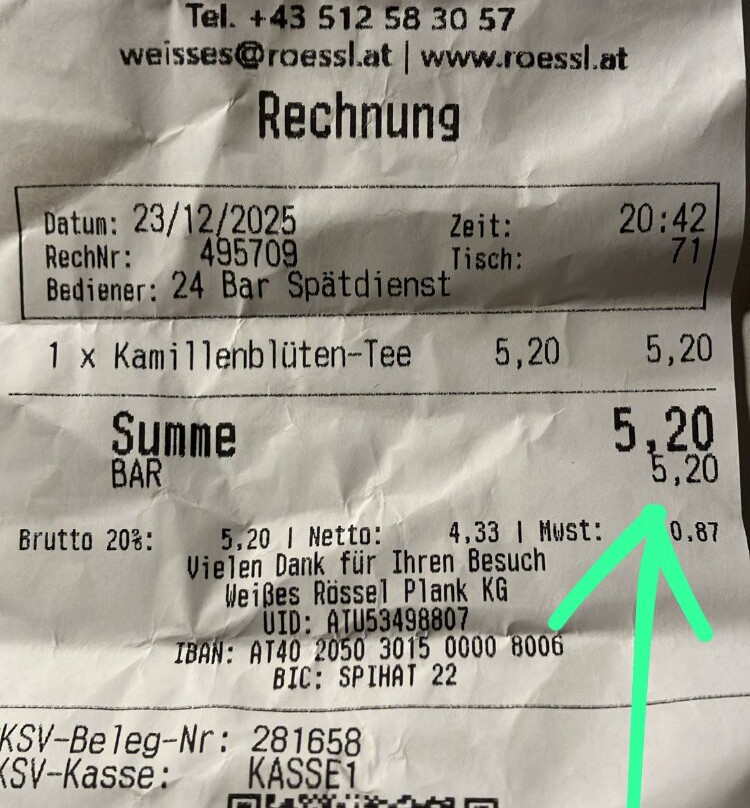 Tel. +43 512 58 30 57
weisses@roessl.at | www.roessl.at
Rechnung
Datum: 23/12/2025 Zeit: 20:42
RechNr: 495709 Tisch: 71
Bediener: 24 Bar Spätdienst
1 x Kamillenblüten-Tee 5,20 5,20
Summe 5,20
BAR 5,20
Brutto 20%: 5,20 | Netto: 4,33 | Mwst: 0,87
Vielen Dank für Ihren Besuch
Weißes Rössel Plank KG
UID: ATU53498807
IBAN: AT40 2050 3015 0000 8006
BIC: SPIHAT 22
KSV-Beleg-Nr: 281658
KSV-Kasse: KASSE1